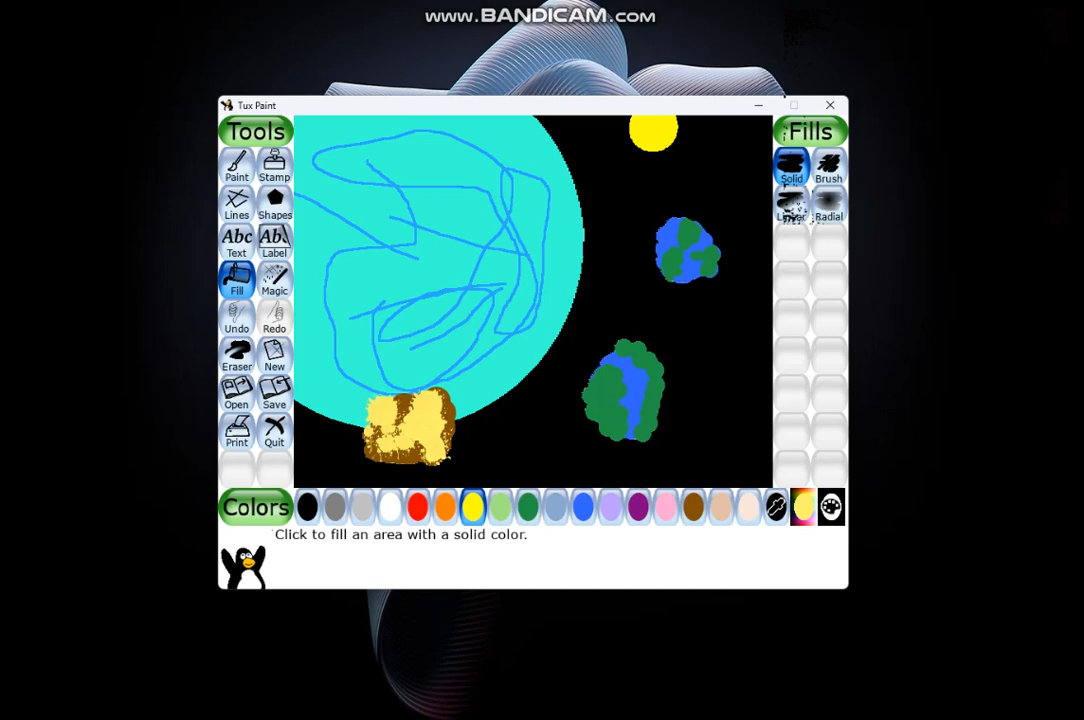 WWW.BANDICAM.COM
Tux Paint
Tools
Fills
Paint Stamp
Solid Brush
Lines Shapes
Linear Radial
Abc Abc
Text Label
Fill Magic
Undo Redo
Eraser New
Open Save
Print Quit
Colors
Click to fill an area with a solid color.